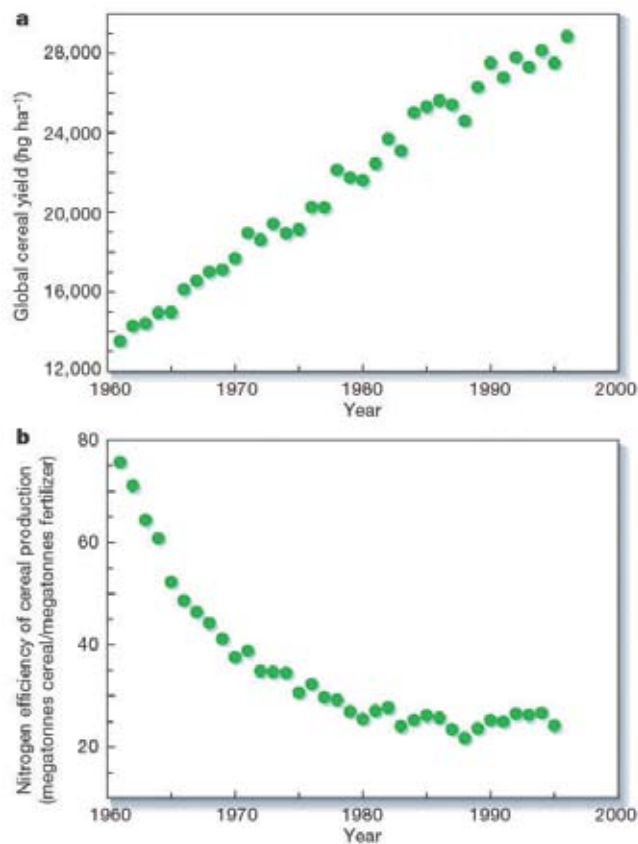 a
Global cereal yield (hg ha⁻¹)
28,000
24,000
20,000
16,000
12,000
1960 1970 1980 1990 2000
Year
b
Nitrogen efficiency of cereal production
(megatonnes cereal/megatonnes fertilizer)
80
60
40
20
1960 1970 1980 1990 2000
Year